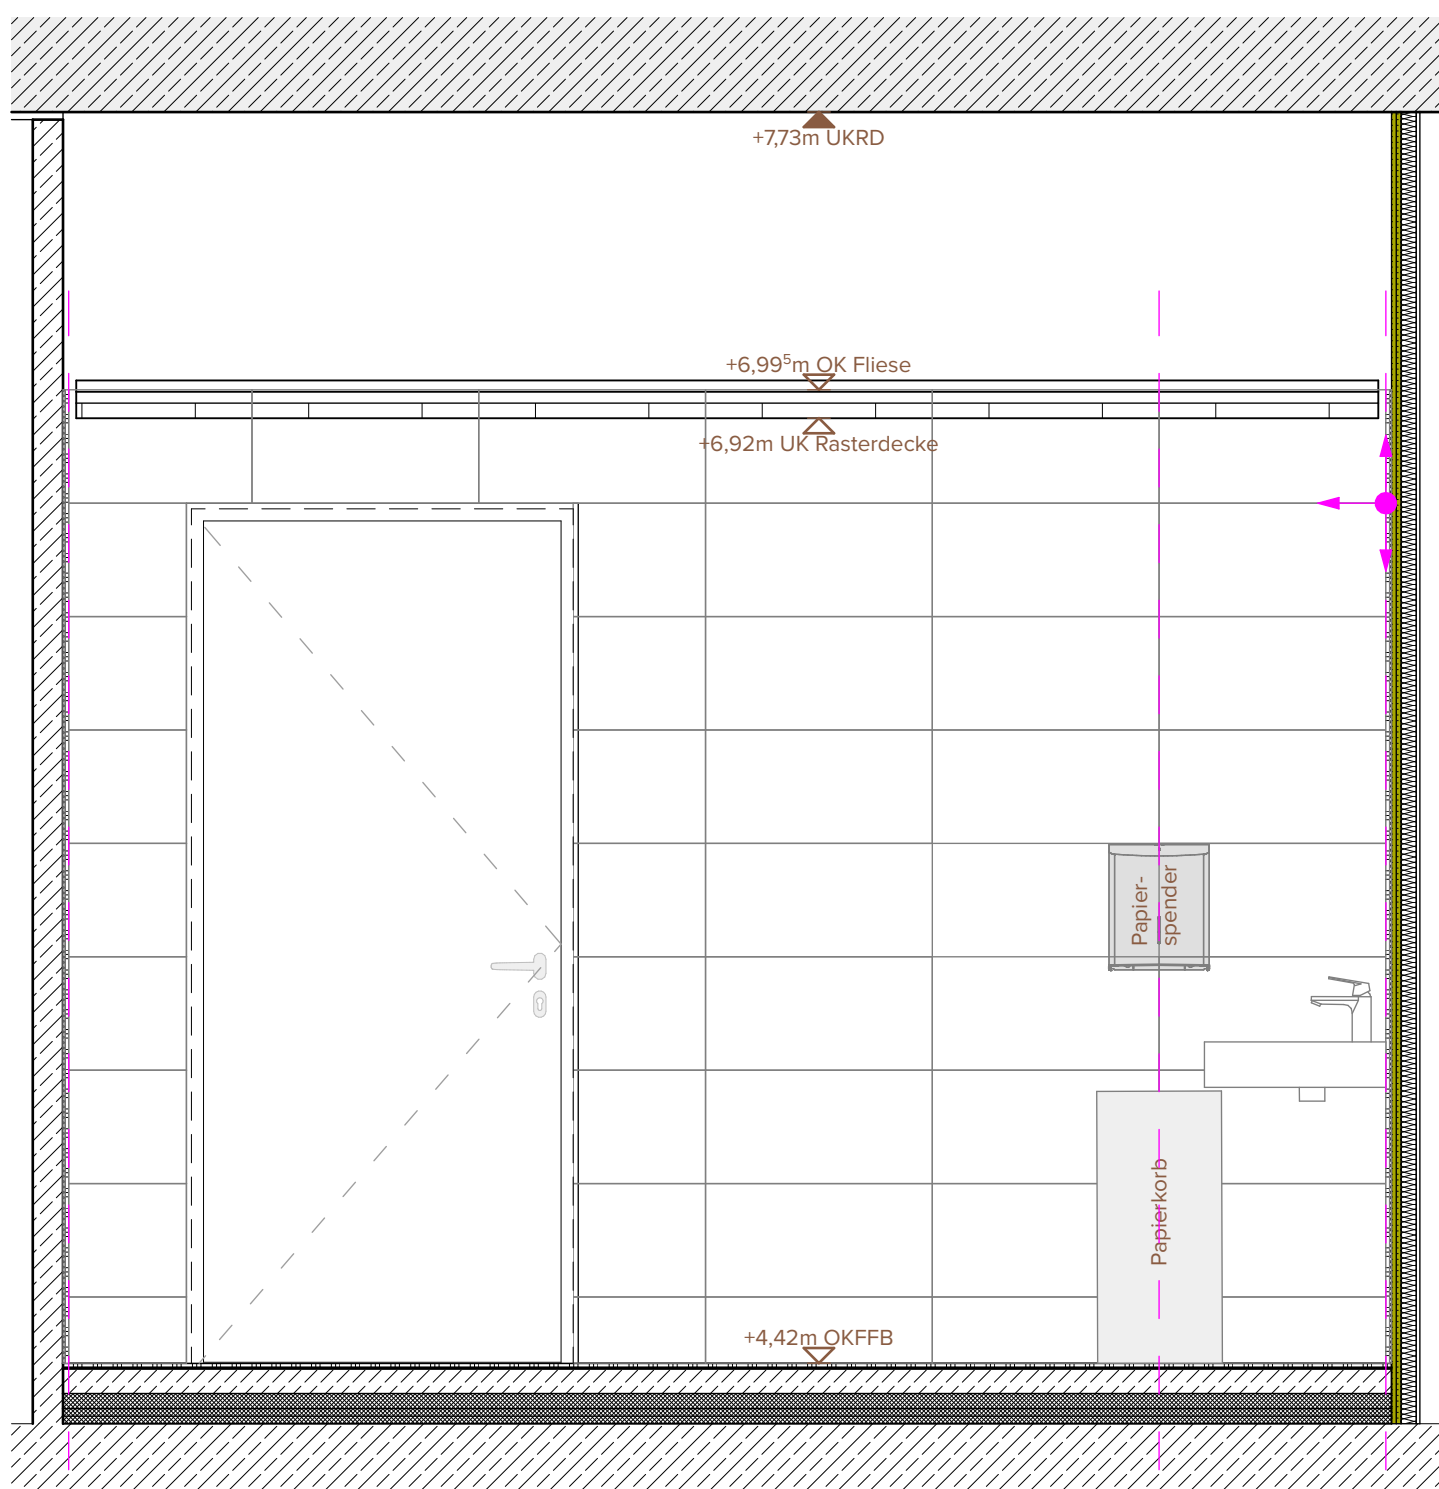 +7,73m UKRD
+6,99⁵m OK Fliese
+6,92m UK Rasterdecke
Papier-
spender
Papierkorb
+4,42m OKFFB